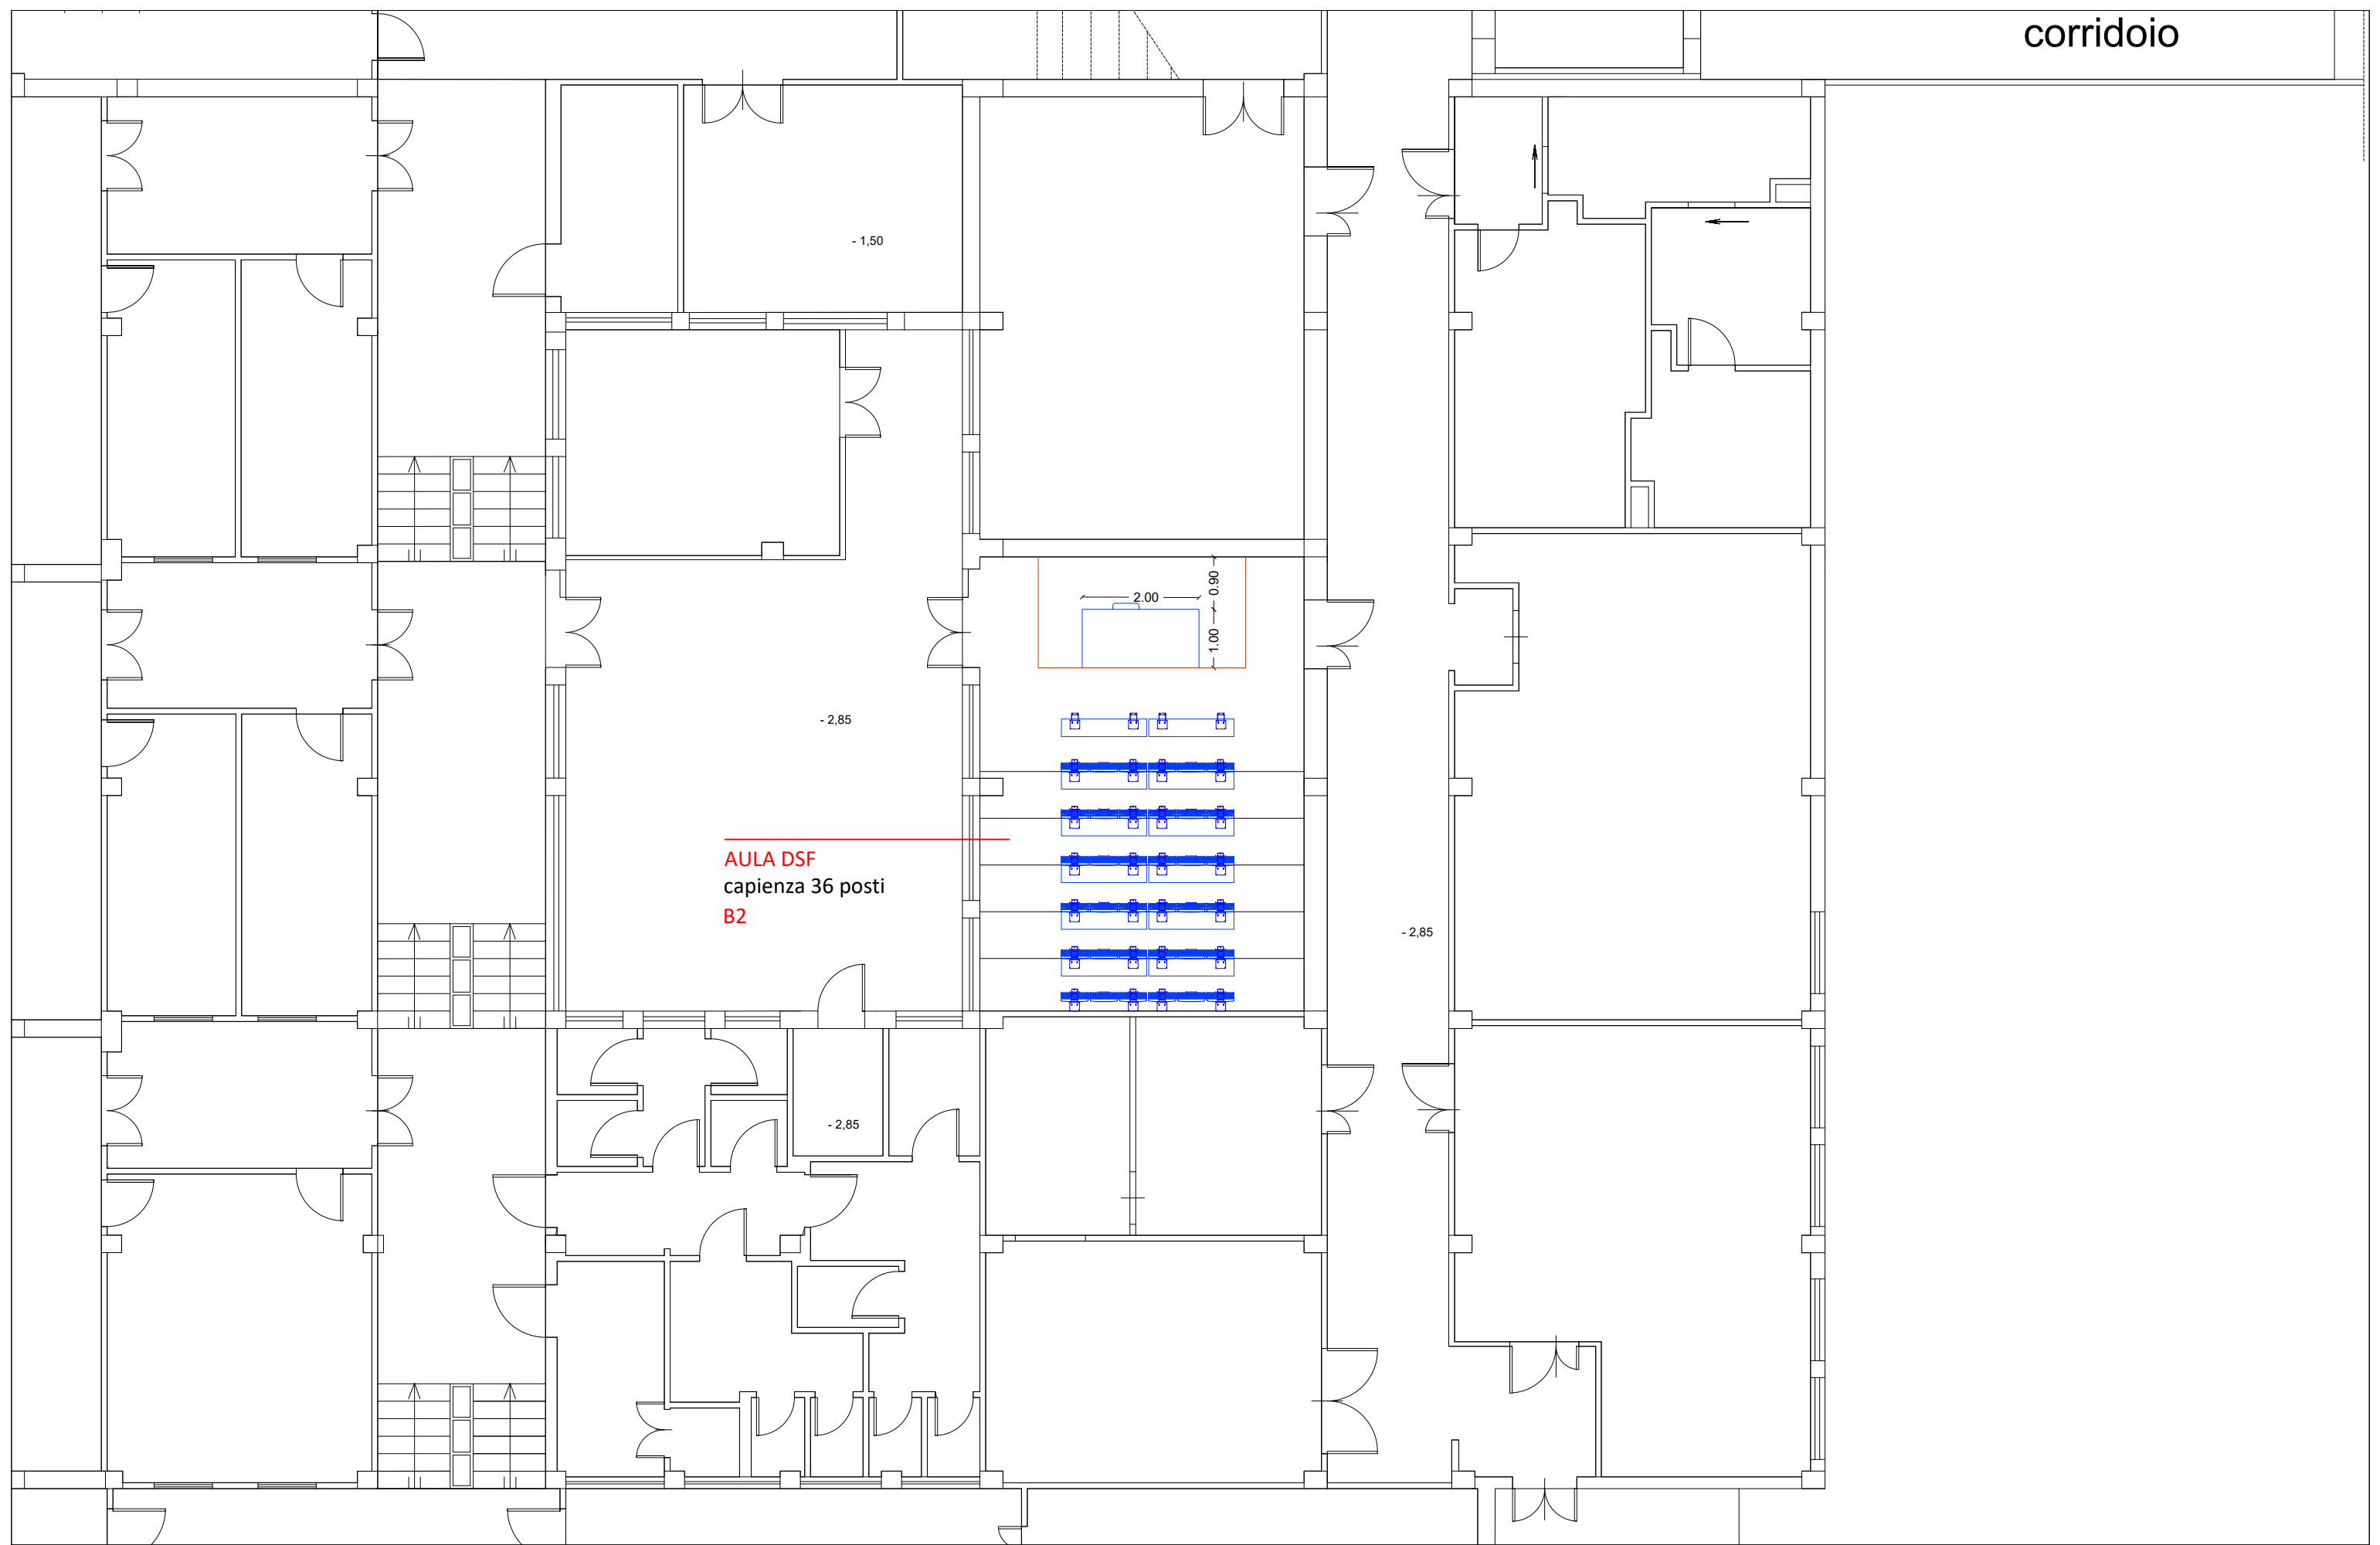 corridoio
- 1,50
2.00
0.90
1.00
- 2,85
AULA DSF
capienza 36 posti
B2
- 2,85
- 2,85